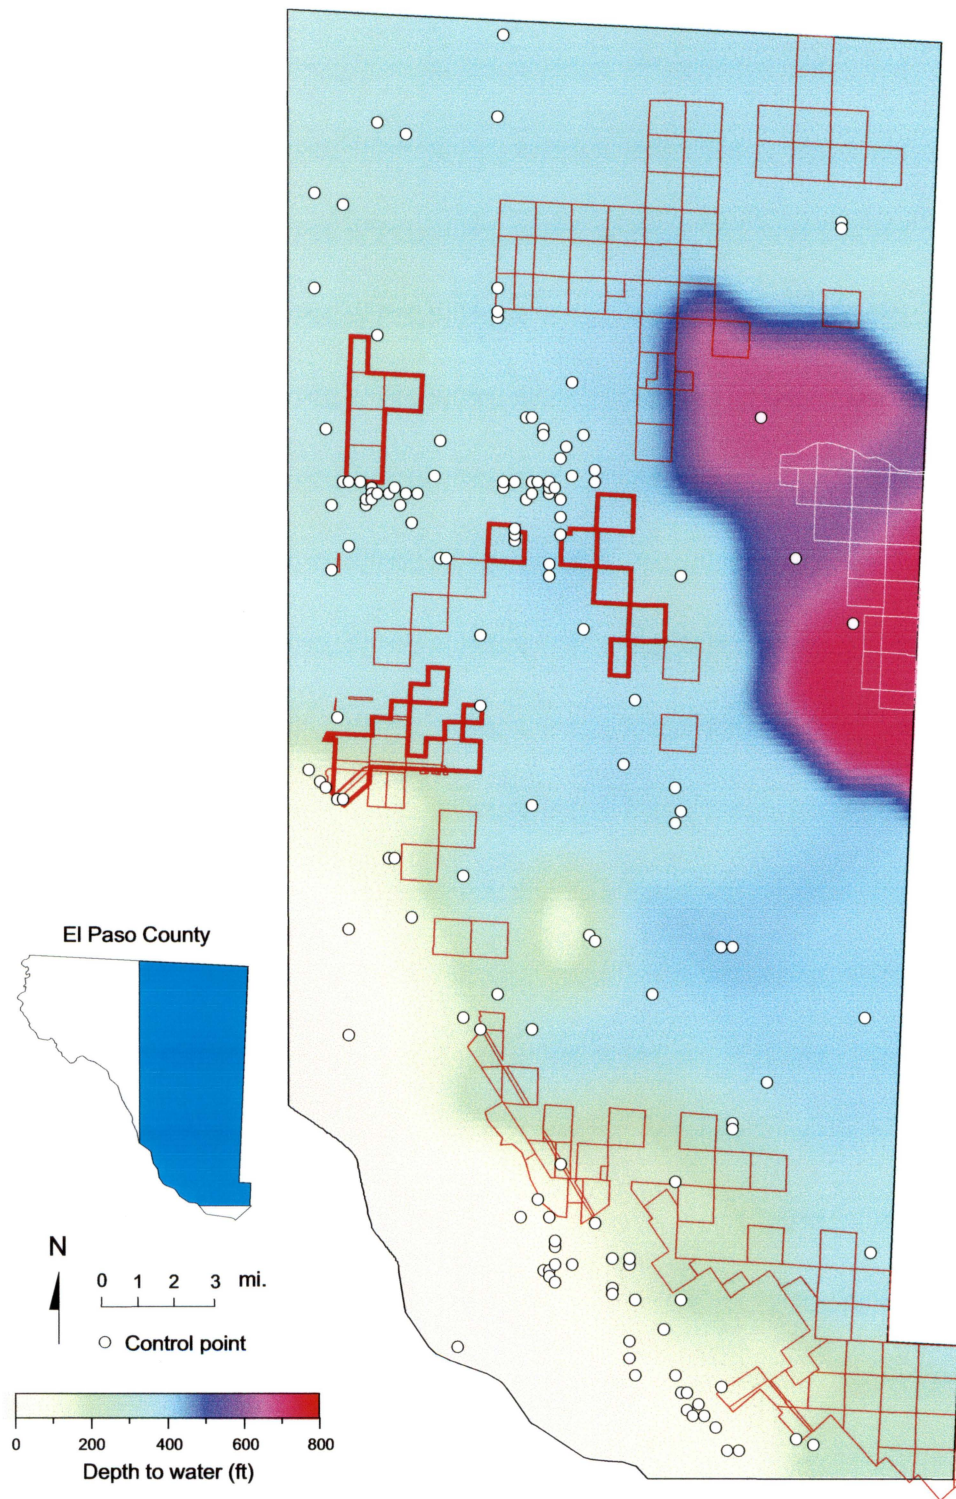 El Paso County
N
0 1 2 3 mi.
Control point
0 200 400 600 800
Depth to water (ft)